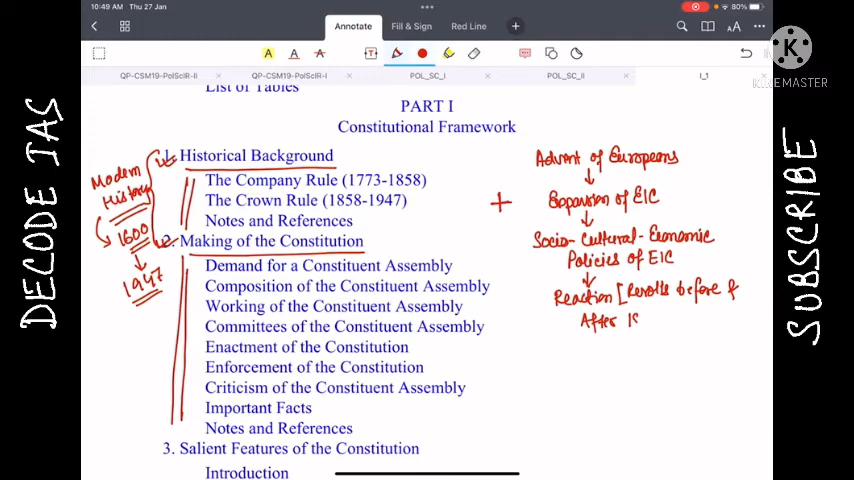 10:49 AM Thu 27 Jan
80%
Annotate
Fill & Sign
Red Line
QP-CSM19-PolSciR-II
QP-CSM19-PolSciR-I
POL_SC_I
POL_SC_II
I_1
KINEMASTER
DECODE IAS
SUBSCRIBE
List of Tables
PART I
Constitutional Framework
1. Historical Background
The Company Rule (1773-1858)
The Crown Rule (1858-1947)
Notes and References
2. Making of the Constitution
Demand for a Constituent Assembly
Composition of the Constituent Assembly
Working of the Constituent Assembly
Committees of the Constituent Assembly
Enactment of the Constitution
Enforcement of the Constitution
Criticism of the Constituent Assembly
Important Facts
Notes and References
3. Salient Features of the Constitution
Introduction
Modern
History
1600
1947
+
Advent of Europeans
Expansion of EIC
Socio-Cultural-Economic
Policies of EIC
Reaction [Revolts before &
After 18